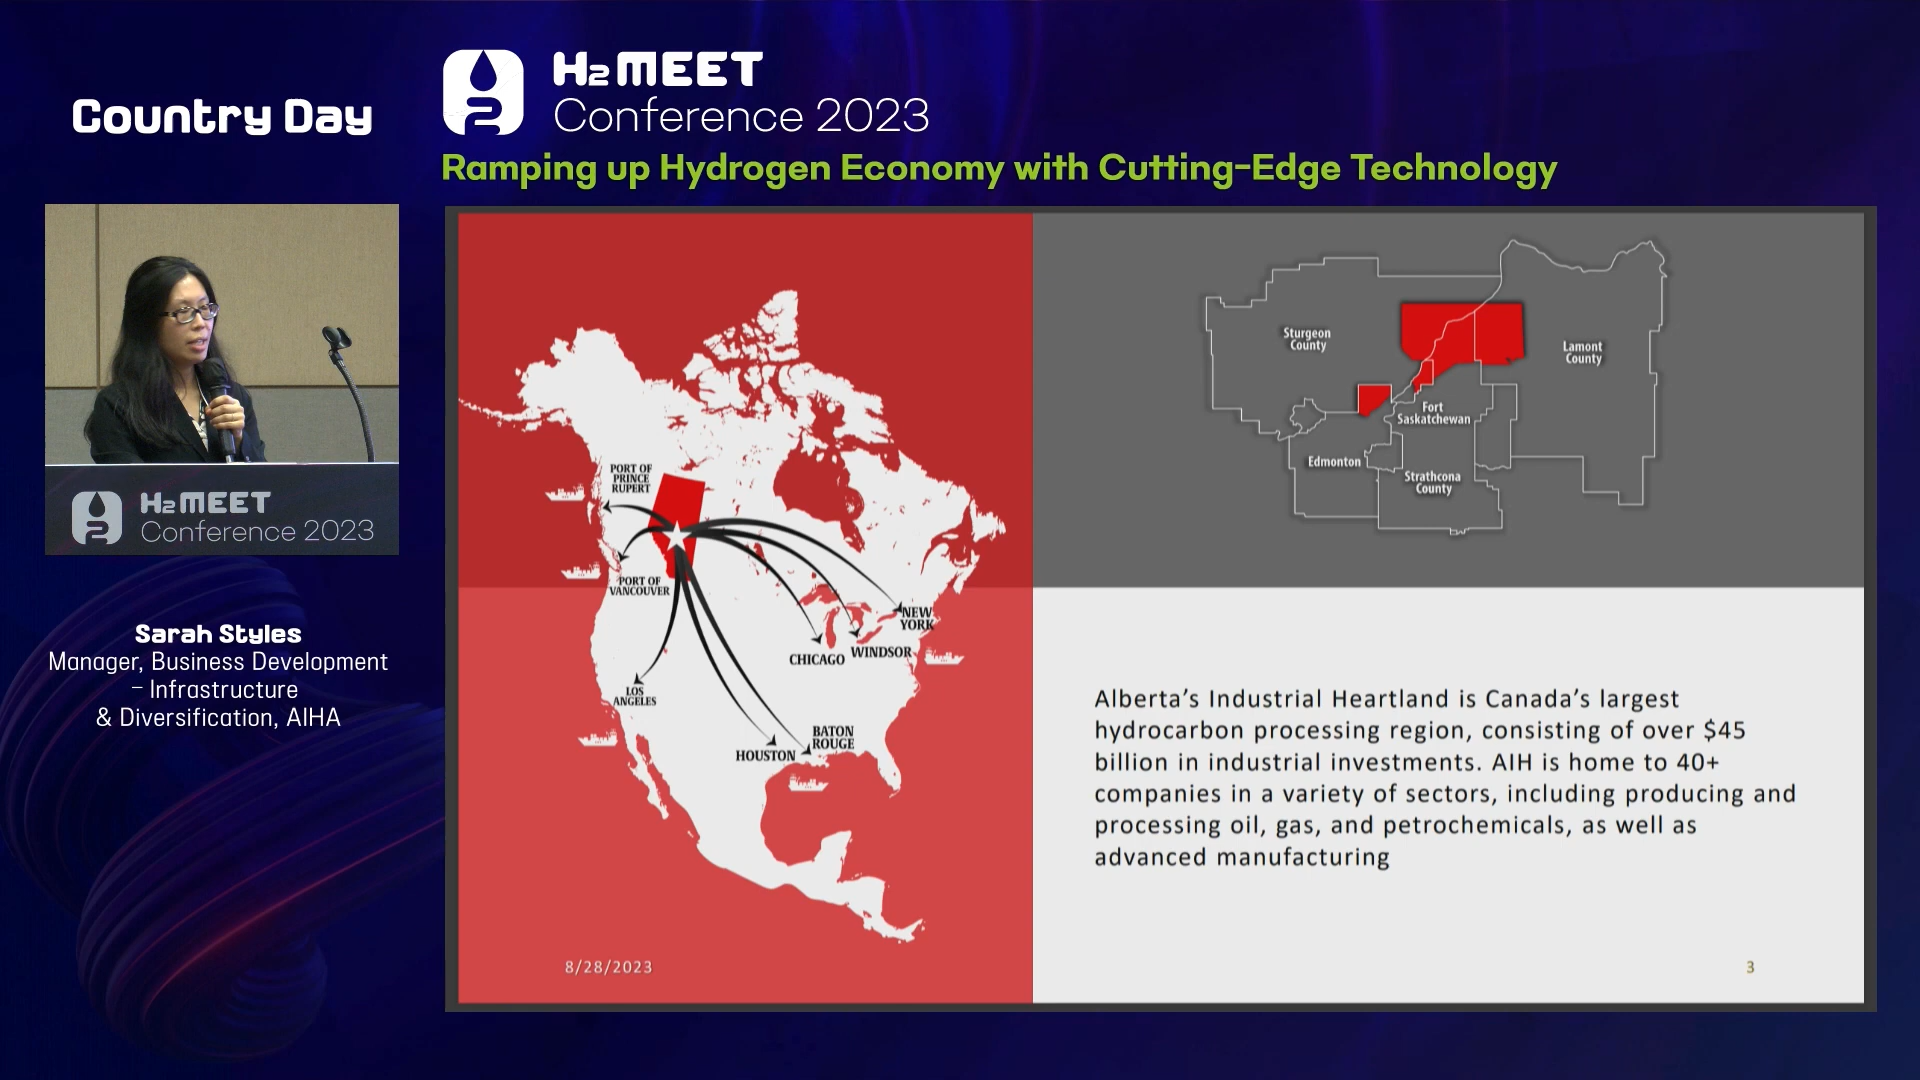 Country Day
H2 MEET
Conference 2023
Ramping up Hydrogen Economy with Cutting-Edge Technology
H2 MEET
Conference 2023
Sarah Styles
Manager, Business Development
– Infrastructure
& Diversification, AIHA
PORT OF
PRINCE
RUPERT
PORT OF
VANCOUVER
LOS
ANGELES
HOUSTON
BATON
ROUGE
CHICAGO
WINDSOR
NEW
YORK
8/28/2023
Sturgeon
County
Lamont
County
Fort
Saskatchewan
Edmonton
Strathcona
County
Alberta’s Industrial Heartland is Canada’s largest
hydrocarbon processing region, consisting of over $45
billion in industrial investments. AIH is home to 40+
companies in a variety of sectors, including producing and
processing oil, gas, and petrochemicals, as well as
advanced manufacturing
3